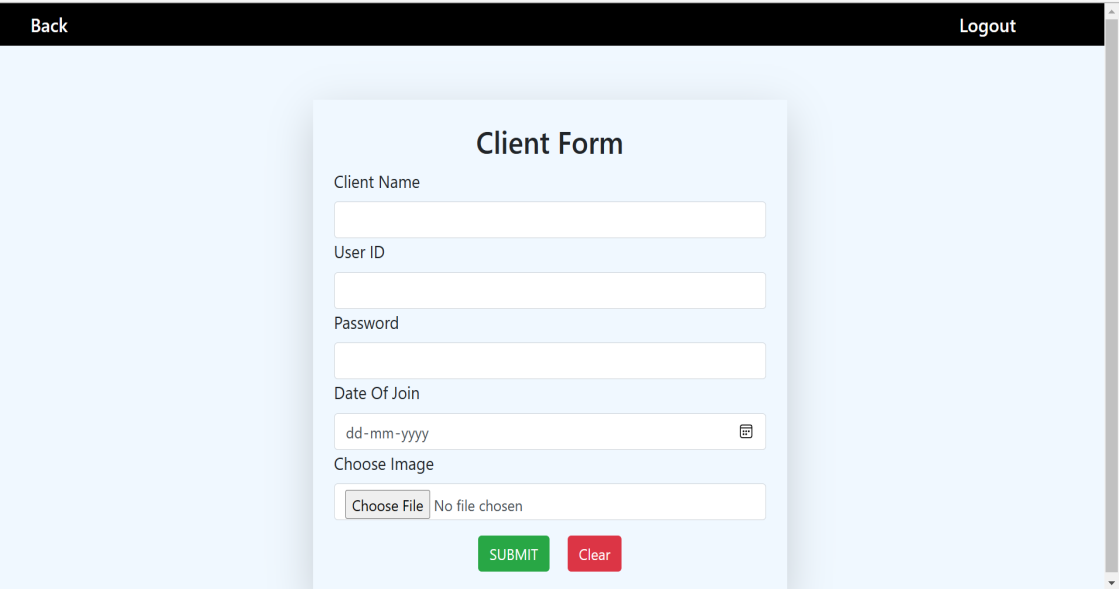 Back Logout
Client Form
Client Name
User ID
Password
Date Of Join
dd-mm-yyyy
Choose Image
Choose File No file chosen
SUBMIT Clear